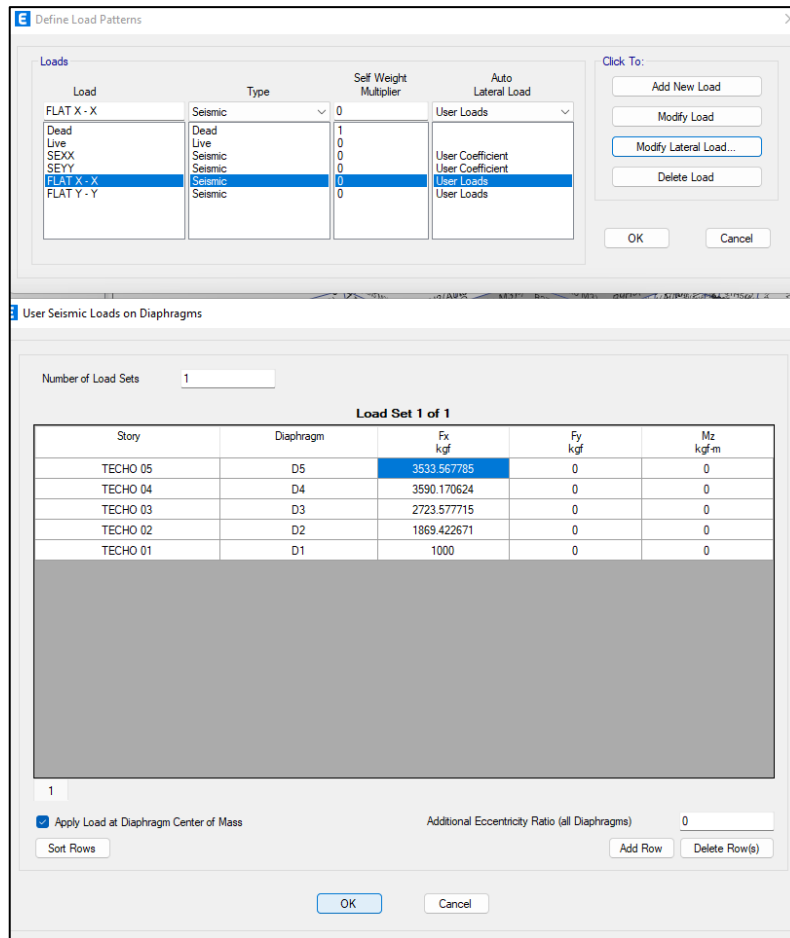 E Define Load Patterns
Loads
Click To:
Load Type Self Weight Multiplier Auto Lateral Load
FLAT X - X Seismic 0 User Loads
Dead Dead 1
Live Live 0
SEXX Seismic 0 User Coefficient
SEYY Seismic 0 User Coefficient
FLAT X - X Seismic 0 User Loads
FLAT Y - Y Seismic 0 User Loads
Add New Load
Modify Load
Modify Lateral Load...
Delete Load
OK Cancel
User Seismic Loads on Diaphragms
Number of Load Sets 1
Load Set 1 of 1
Story Diaphragm Fx kgf Fy kgf Mz kgf-m
TECHO 05 D5 3533.567785 0 0
TECHO 04 D4 3590.170624 0 0
TECHO 03 D3 2723.577715 0 0
TECHO 02 D2 1869.422671 0 0
TECHO 01 D1 1000 0 0
1
Apply Load at Diaphragm Center of Mass Additional Eccentricity Ratio (all Diaphragms) 0
Sort Rows Add Row Delete Row(s)
OK Cancel